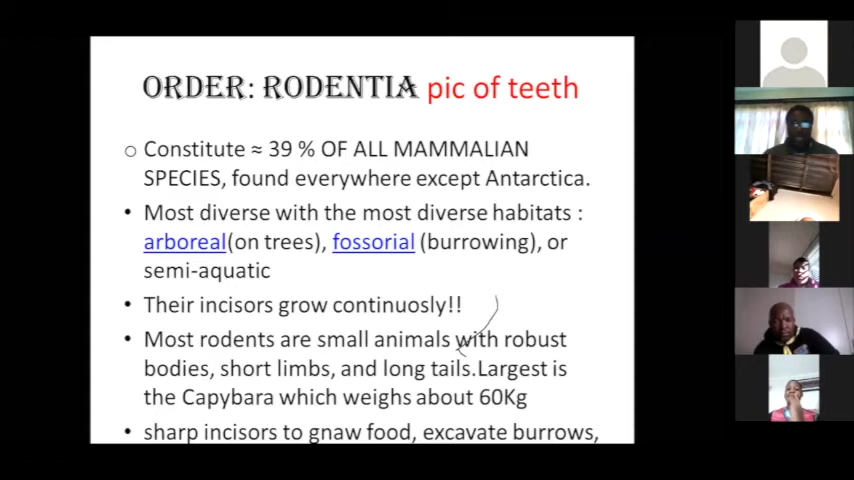 ORDER: RODENTIA pic of teeth
o Constitute ≈ 39 % OF ALL MAMMALIAN
SPECIES, found everywhere except Antarctica.
• Most diverse with the most diverse habitats :
arboreal(on trees), fossorial (burrowing), or
semi-aquatic
• Their incisors grow continuosly!!
• Most rodents are small animals with robust
bodies, short limbs, and long tails.Largest is
the Capybara which weighs about 60Kg
• sharp incisors to gnaw food, excavate burrows,